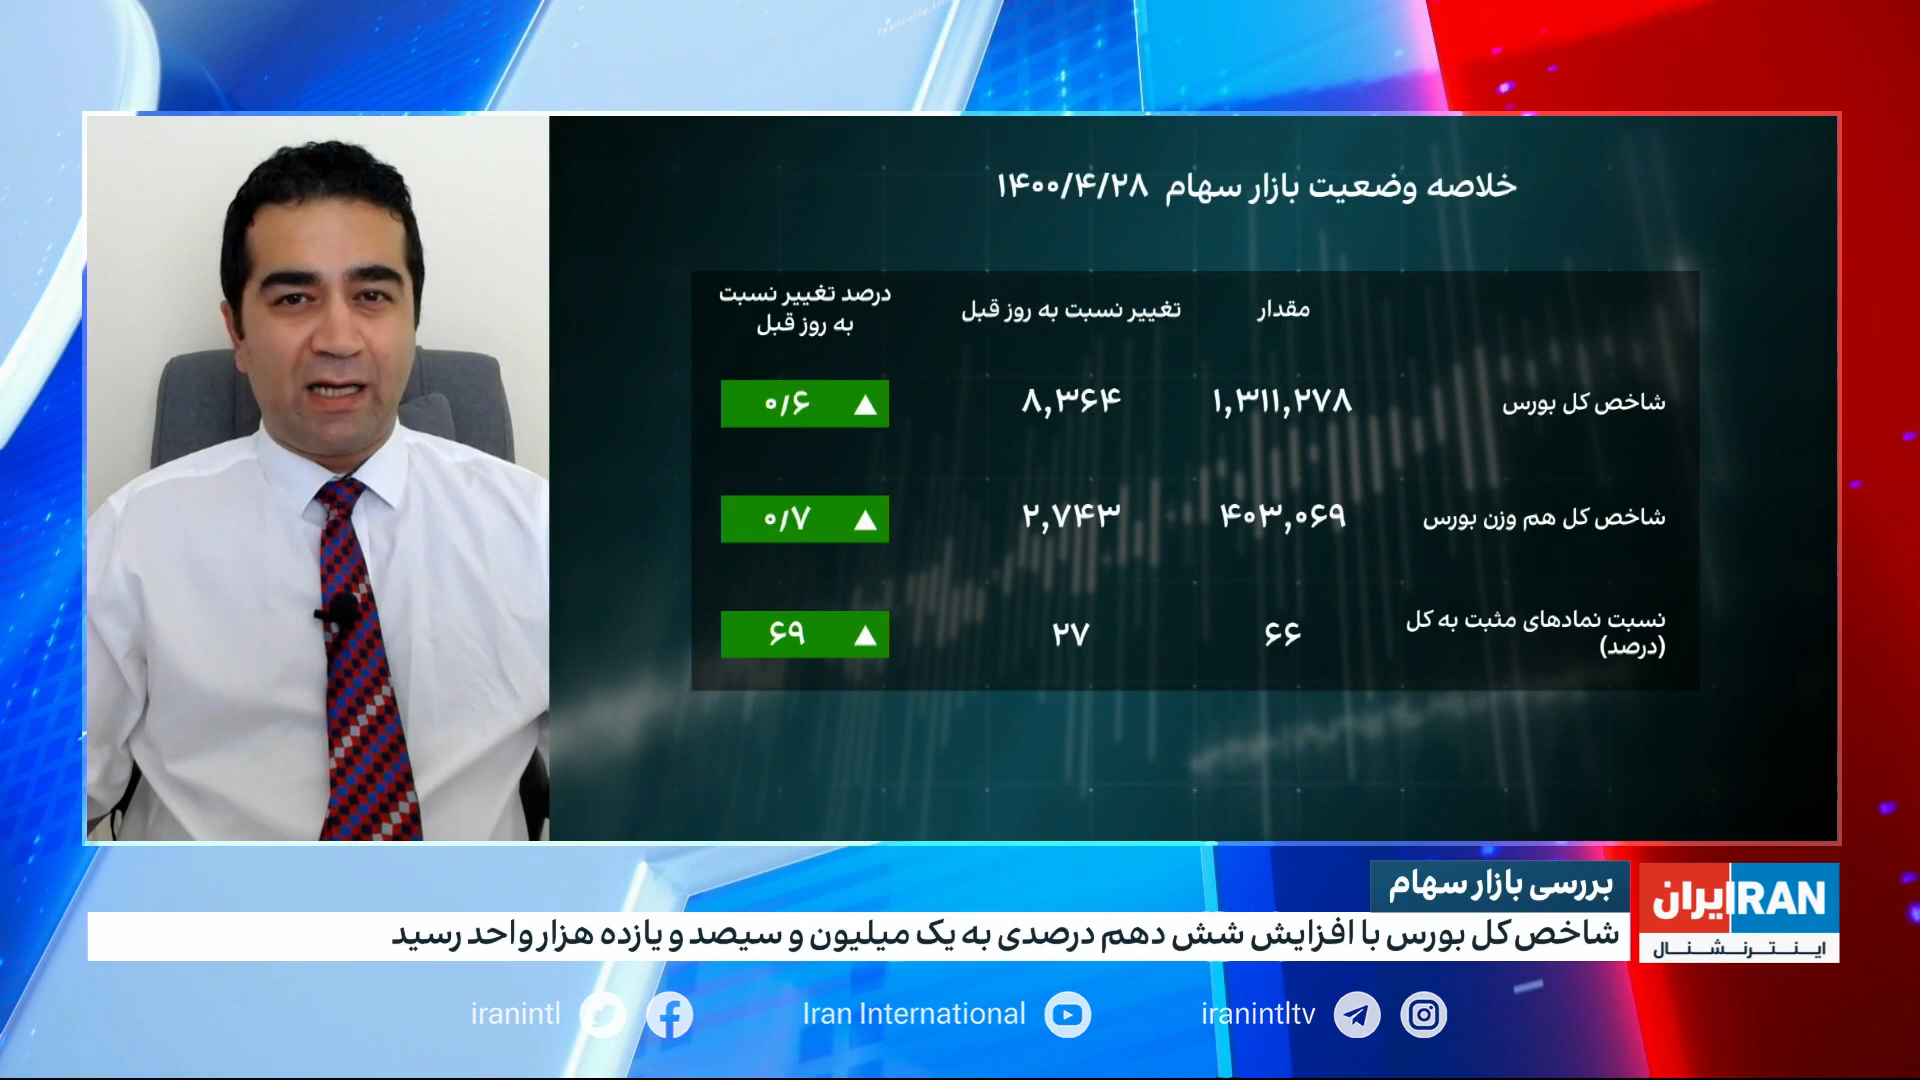 خلاصه وضعیت بازار سهام ۱۴۰۰/۴/۲۸
مقدار
تغییر نسبت به روز قبل
درصد تغییر نسبت
به روز قبل
شاخص کل بورس
۱,۳۱۱,۲۷۸
۸,۳۶۴
۰/۶
شاخص کل هم وزن بورس
۴۰۳,۰۶۹
۲,۷۴۳
۰/۷
نسبت نمادهای مثبت به کل
(درصد)
۶۶
۲۷
۶۹
بررسی بازار سهام
شاخص کل بورس با افزایش شش دهم درصدی به یک میلیون و سیصد و یازده هزار واحد رسید
ایران IRAN
اینترنشنال
iranintl
Iran International
iranintltv